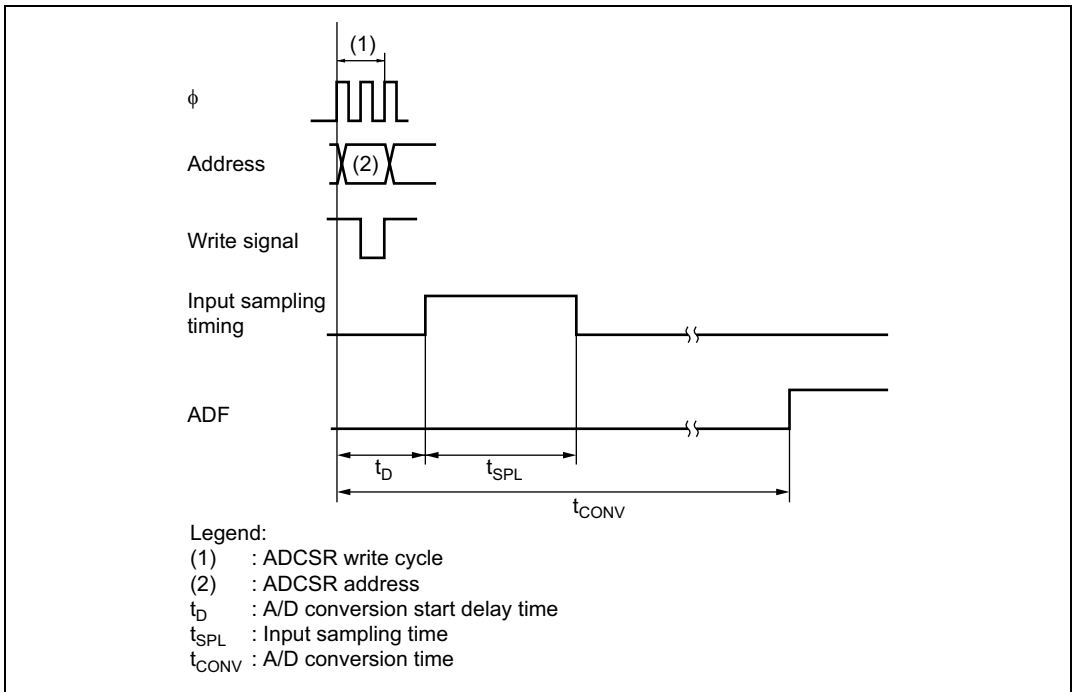 (1)
ϕ
Address
(2)
Write signal
Input sampling
timing
ADF
tD
tSPL
tCONV
Legend:
(1) : ADCSR write cycle
(2) : ADCSR address
tD : A/D conversion start delay time
tSPL : Input sampling time
tCONV : A/D conversion time